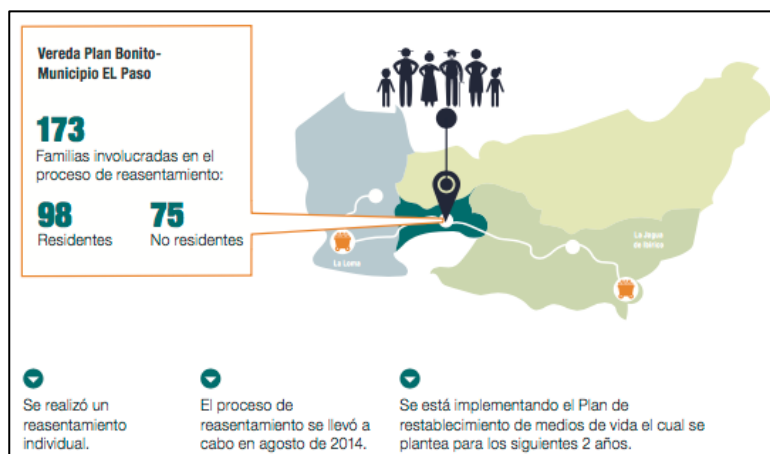 Vereda Plan Bonito-
Municipio EL Paso
173
Familias involucradas en el
proceso de reasentamiento:
98
Residentes
75
No residentes
La Loma
La Jagua
de Ibirico
Se realizó un
reasentamiento
individual.
El proceso de
reasentamiento se llevó a
cabo en agosto de 2014.
Se está implementando el Plan de
restablecimiento de medios de vida el cual se
plantea para los siguientes 2 años.